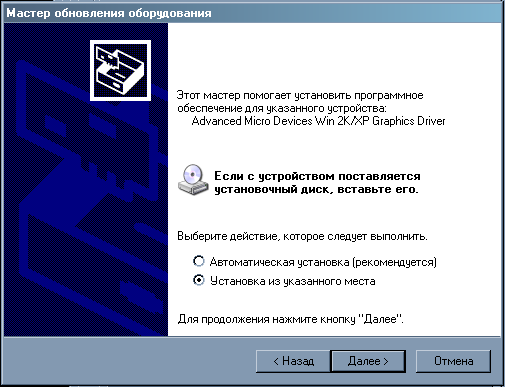 Мастер обновления оборудования
Этот мастер помогает установить программное
обеспечение для указанного устройства:
Advanced Micro Devices Win 2K/XP Graphics Driver
Если с устройством поставляется
установочный диск, вставьте его.
Выберите действие, которое следует выполнить.
Автоматическая установка (рекомендуется)
Установка из указанного места
Для продолжения нажмите кнопку "Далее".
< Назад
Далее >
Отмена